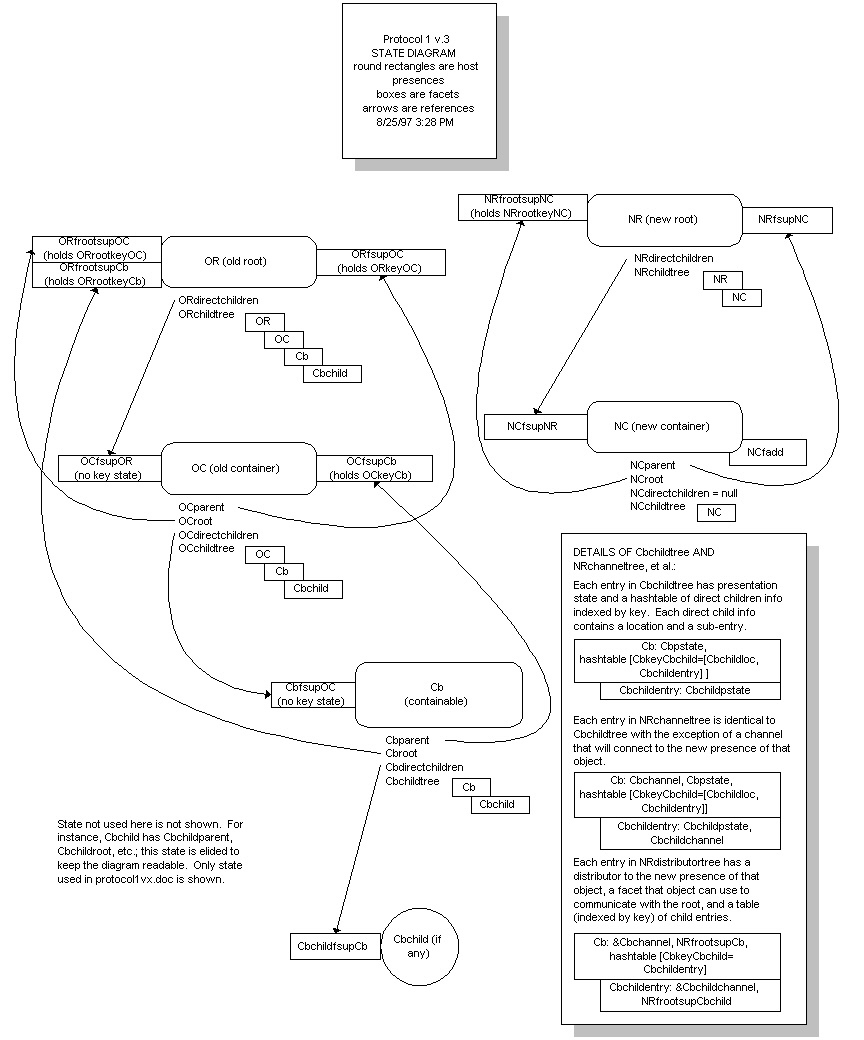 Protocol 1 v.3
STATE DIAGRAM
round rectangles are host
presences
boxes are facets
arrows are references
8/25/97 3:28 PM
NRfrootsupNC
(holds NRrootkeyNC)
NR (new root)
NRfsupNC
NRdirectchildren
NRchildtree
NR
NC
ORfrootsupOC
(holds ORrootkeyOC)
ORfrootsupCb
(holds ORrootkeyCb)
OR (old root)
ORfsupOC
(holds ORkeyOC)
ORdirectchildren
ORchildtree
OR
OC
Cb
Cbchild
NCfsupNR
NC (new container)
NCfadd
NCparent
NCroot
NCdirectchildren = null
NCchildtree
NC
OCfsupOR
(no key state)
OC (old container)
OCfsupCb
(holds OCkeyCb)
OCparent
OCroot
OCdirectchildren
OCchildtree
OC
Cb
Cbchild
CbfsupOC
(no key state)
Cb
(containable)
Cbparent
Cbroot
Cbdirectchildren
Cbchildtree
Cb
Cbchild
State not used here is not shown.  For
instance, Cbchild has Cbchildparent,
Cbchildroot, etc.; this state is elided to
keep the diagram readable.  Only state
used in protocol1vx.doc is shown.
CbchildfsupCb
Cbchild (if
any)
DETAILS OF Cbchildtree AND
NRchanneltree, et al.:
Each entry in Cbchildtree has presentation
state and a hashtable of direct children info
indexed by key.  Each direct child info
contains a location and a sub-entry.
Cb: Cbpstate,
hashtable [CbkeyCbchild=[Cbchildloc,
Cbchildentry] ]
Cbchildentry: Cbchildpstate
Each entry in NRchanneltree is identical to
Cbchildtree with the exception of a channel
that will connect to the new presence of that
object.
Cb: Cbchannel, Cbpstate,
hashtable [CbkeyCbchild=[Cbchildloc,
Cbchildentry]]
Cbchildentry: Cbchildpstate,
Cbchildchannel
Each entry in NRdistributortree has a
distributor to the new presence of that
object, a facet that object can use to
communicate with the root, and a table
(indexed by key) of child entries.
Cb: &Cbchannel, NRfrootsupCb,
hashtable [CbkeyCbchild=
Cbchildentry]
Cbchildentry: &Cbchildchannel,
NRfrootsupCbchild